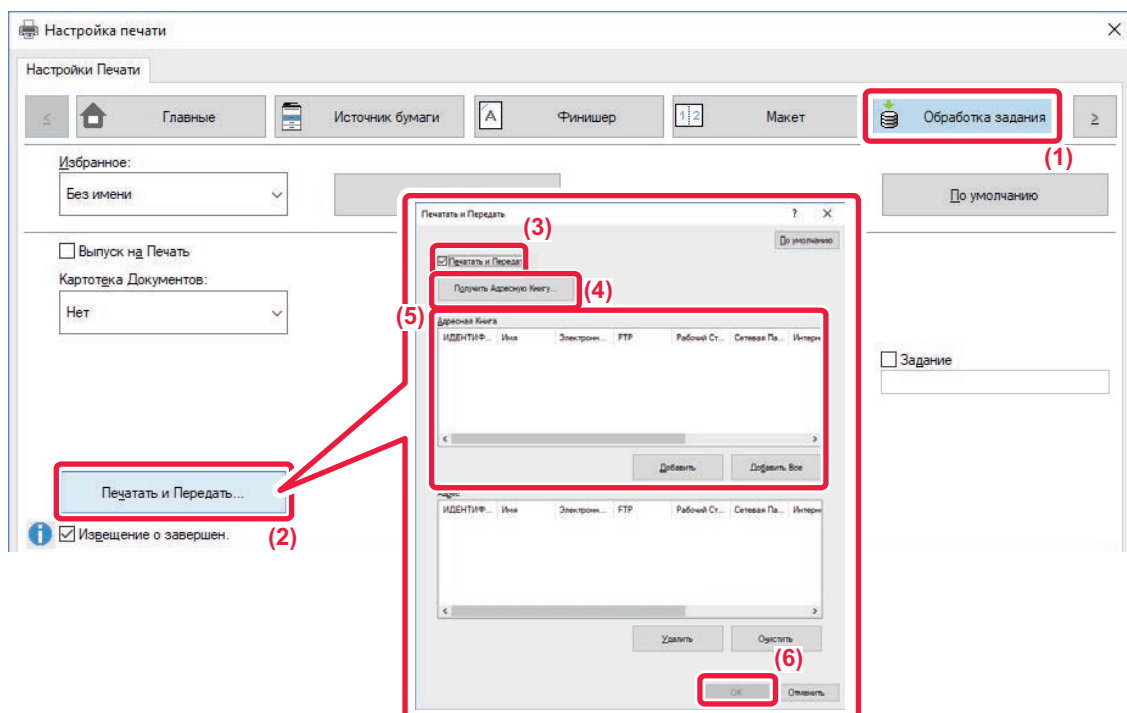 Настройка печати
Настройки Печати
< Главные Источник бумаги A Финишер 1 2 Макет Обработка задания >
(1)
Избранное:
Без имени
По умолчанию
Выпуск на Печать
Картотека Документов:
Нет
Задание
Печатать и Передать...
(2)
Извещение о завершен.
Печатать и Передать ?
(3)
По умолчанию
Печатать и Передат
Получить Адресную Книгу...
(4)
(5)
Адресная Книга
ИДЕНТИФ... Имя Электронн... FTP Рабочий Ст... Сетевая Па... Интерн
Добавить Добавить Все
Адрес
ИДЕНТИФ... Имя Электронн... FTP Рабочий Ст... Сетевая Па... Интерн
Удалить Очистить
(6)
OK Отменить